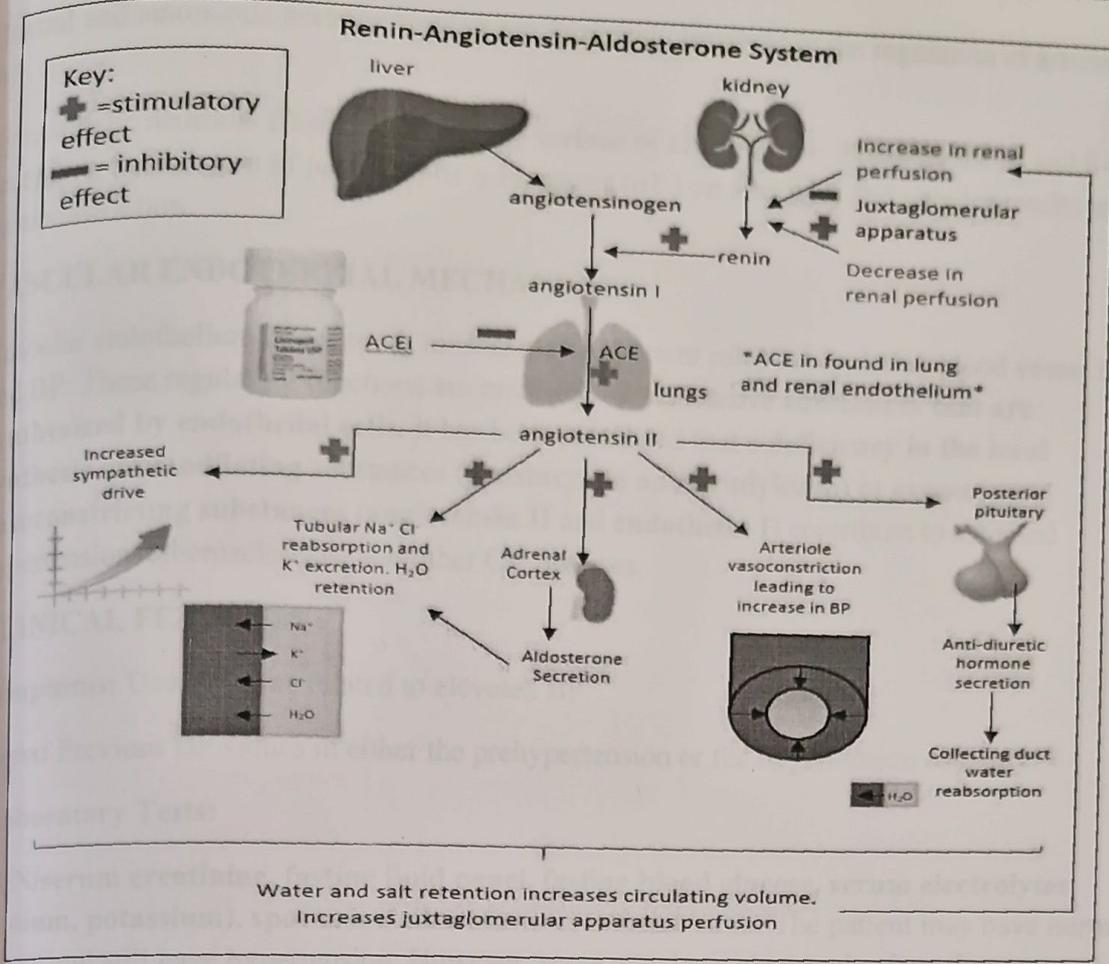 Renin-Angiotensin-Aldosterone System
Key:
=stimulatory
effect
= inhibitory
effect
liver
kidney
Increase in renal
perfusion
Juxtaglomerular
apparatus
Decrease in
renal perfusion
angiotensinogen
renin
angiotensin I
ACEi
ACE
lungs
*ACE in found in lung
and renal endothelium*
angiotensin II
Increased
sympathetic
drive
Tubular Na⁺ Cl⁻
reabsorption and
K⁺ excretion. H₂O
retention
Adrenal
Cortex
Arteriole
vasoconstriction
leading to
increase in BP
Posterior
pituitary
Na⁺
K⁺
Cl⁻
H₂O
Aldosterone
Secretion
Anti-diuretic
hormone
secretion
Collecting duct
water
reabsorption
H₂O
Water and salt retention increases circulating volume.
Increases juxtaglomerular apparatus perfusion